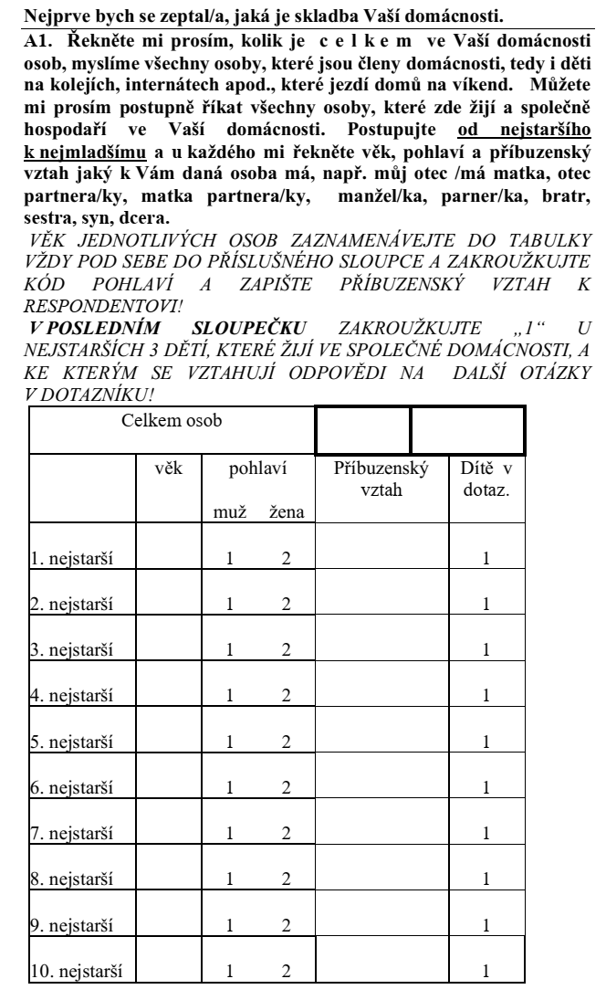 Nejprve bych se zeptal/a, jaká je skladba Vaší domácnosti.
A1. Řekněte mi prosím, kolik je c e l k e m ve Vaší domácnosti
osob, myslíme všechny osoby, které jsou členy domácnosti, tedy i děti
na kolejích, internátech apod., které jezdí domů na víkend. Můžete
mi prosím postupně říkat všechny osoby, které zde žijí a společně
hospodaří ve Vaší domácnosti. Postupujte od nejstaršího
k nejmladšímu a u každého mi řekněte věk, pohlaví a příbuzenský
vztah jaký k Vám daná osoba má, např. můj otec /má matka, otec
partnera/ky, matka partnera/ky, manžel/ka, parner/ka, bratr,
sestra, syn, dcera.
VĚK JEDNOTLIVÝCH OSOB ZAZNAMENÁVEJTE DO TABULKY
VŽDY POD SEBE DO PŘÍSLUŠNÉHO SLOUPCE A ZAKROUŽKUJTE
KÓD POHLAVÍ A ZAPIŠTE PŘÍBUZENSKÝ VZTAH K
RESPONDENTOVI!
V POSLEDNÍM SLOUPEČKU ZAKROUŽKUJTE „1“ U
NEJSTARŠÍCH 3 DĚTÍ, KTERÉ ŽIJÍ VE SPOLEČNÉ DOMÁCNOSTI, A
KE KTERÝM SE VZTAHUJÍ ODPOVĚDI NA DALŠÍ OTÁZKY
V DOTAZNÍKU!
Celkem osob
věk pohlaví Příbuzenský Dítě v
vztah dotaz.
muž žena
1. nejstarší 1 2 1
2. nejstarší 1 2 1
3. nejstarší 1 2 1
4. nejstarší 1 2 1
5. nejstarší 1 2 1
6. nejstarší 1 2 1
7. nejstarší 1 2 1
8. nejstarší 1 2 1
9. nejstarší 1 2 1
10. nejstarší 1 2 1